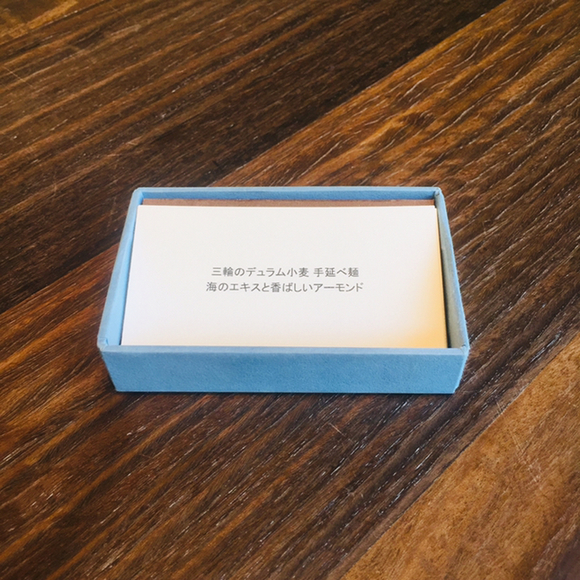 三輪のデュラム小麦 手延べ麺
海のエキスと香ばしいアーモンド